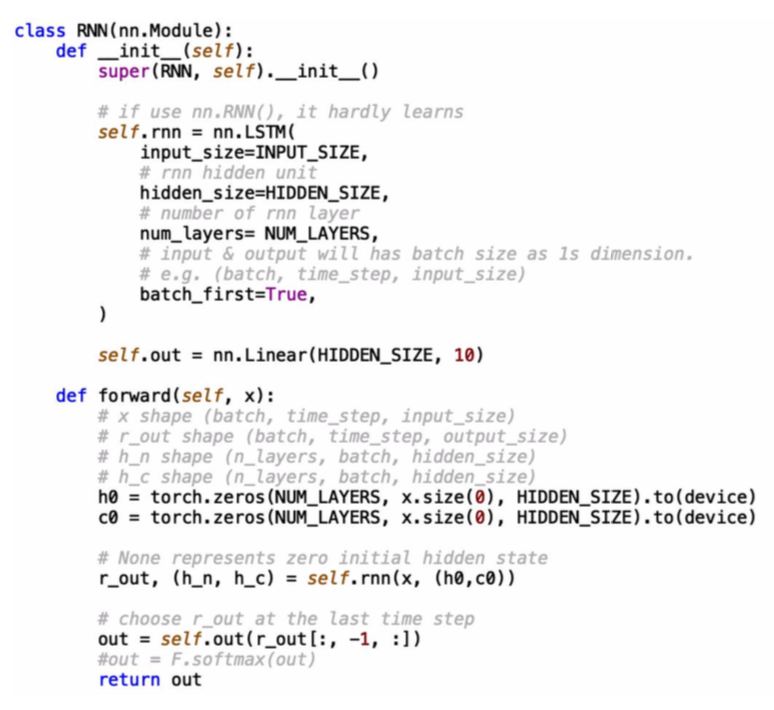 class RNN(nn.Module):
    def __init__(self):
        super(RNN, self).__init__()

        # if use nn.RNN(), it hardly learns
        self.rnn = nn.LSTM(
            input_size=INPUT_SIZE,
            # rnn hidden unit
            hidden_size=HIDDEN_SIZE,
            # number of rnn layer
            num_layers= NUM_LAYERS,
            # input & output will has batch size as 1s dimension.
            # e.g. (batch, time_step, input_size)
            batch_first=True,
        )

        self.out = nn.Linear(HIDDEN_SIZE, 10)

    def forward(self, x):
        # x shape (batch, time_step, input_size)
        # r_out shape (batch, time_step, output_size)
        # h_n shape (n_layers, batch, hidden_size)
        # h_c shape (n_layers, batch, hidden_size)
        h0 = torch.zeros(NUM_LAYERS, x.size(0), HIDDEN_SIZE).to(device)
        c0 = torch.zeros(NUM_LAYERS, x.size(0), HIDDEN_SIZE).to(device)

        # None represents zero initial hidden state
        r_out, (h_n, h_c) = self.rnn(x, (h0,c0))

        # choose r_out at the last time step
        out = self.out(r_out[:, -1, :])
        #out = F.softmax(out)
        return out